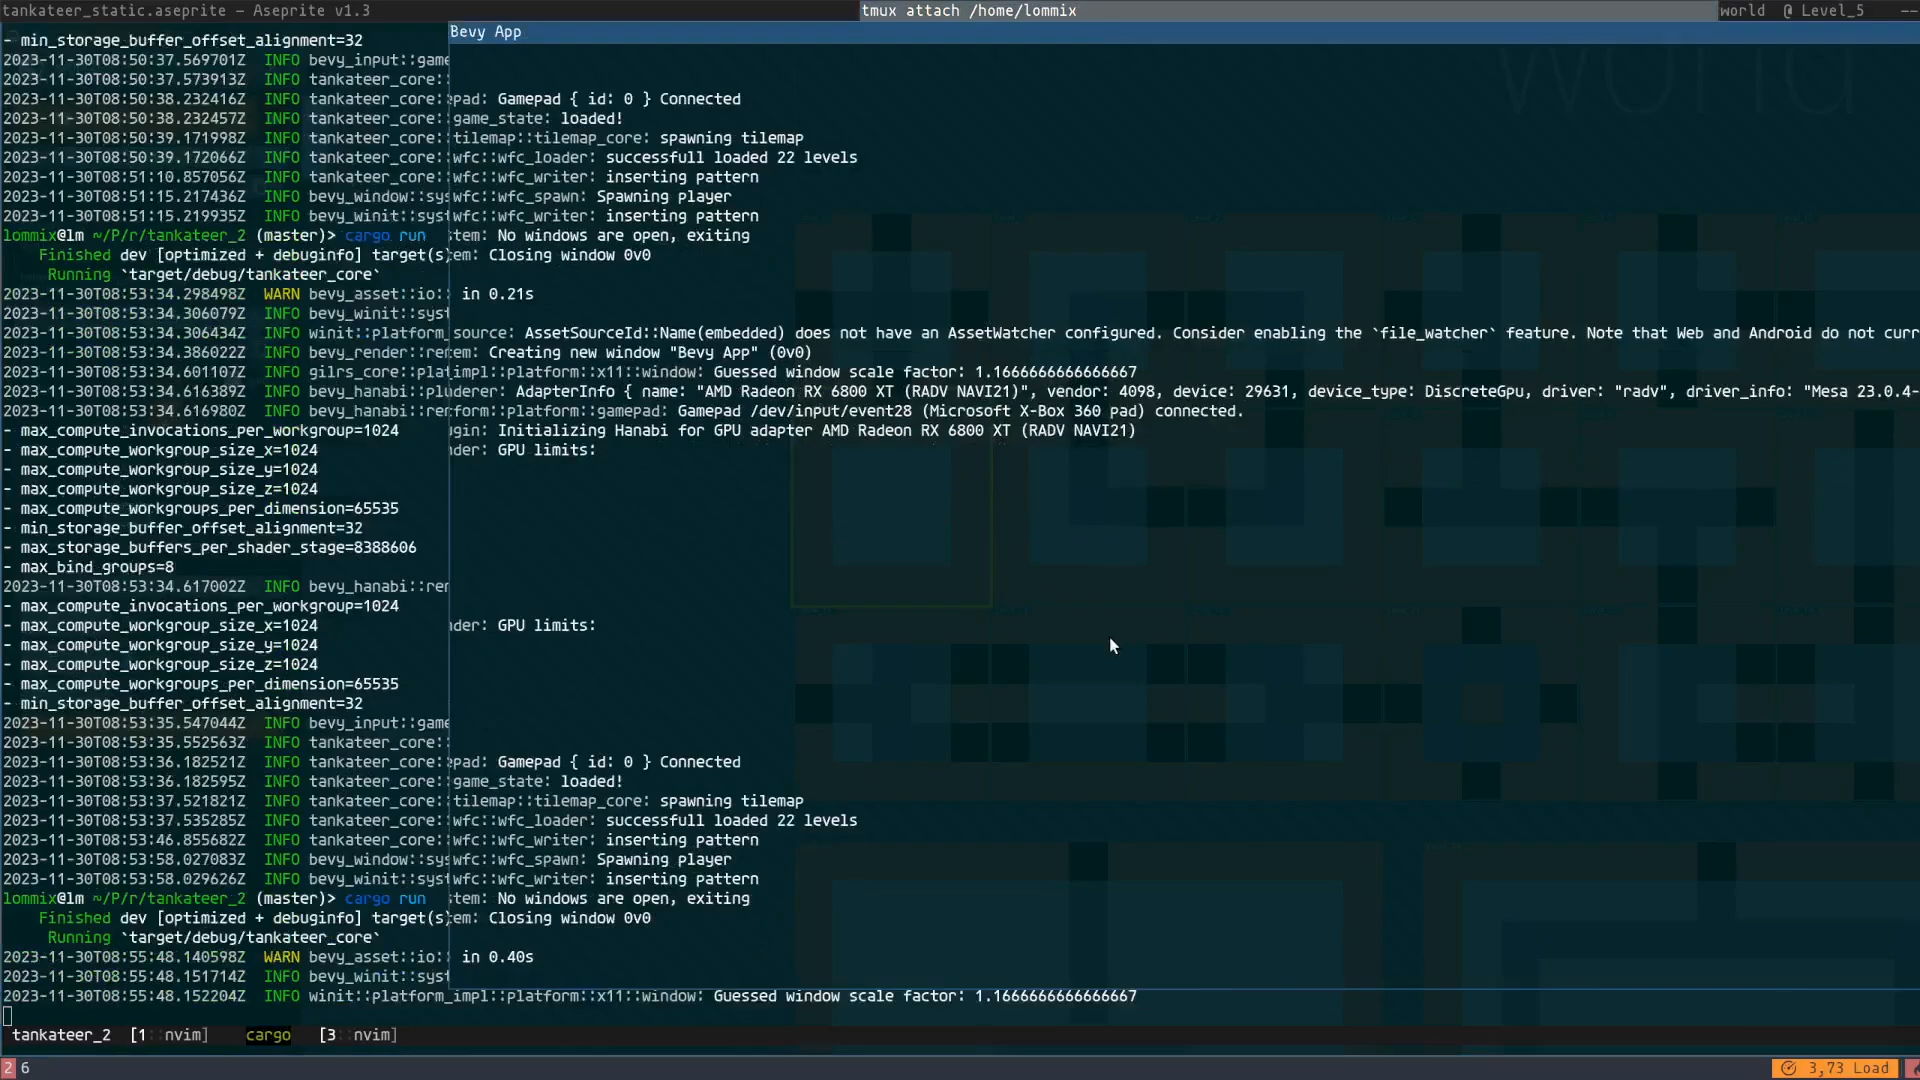 tankateer_static.aseprite — Aseprite v1.3
tmux attach /home/lommix
world @ Level_5
Bevy App
- min_storage_buffer_offset_alignment=32
2023-11-30T08:50:37.569701Z INFO bevy_input::game
2023-11-30T08:50:37.573913Z INFO tankateer_core::
2023-11-30T08:50:38.232416Z INFO tankateer_core::pad: Gamepad { id: 0 } Connected
2023-11-30T08:50:38.232457Z INFO tankateer_core::game_state: loaded!
2023-11-30T08:50:39.171998Z INFO tankateer_core::tilemap::tilemap_core: spawning tilemap
2023-11-30T08:50:39.172066Z INFO tankateer_core::wfc::wfc_loader: successfull loaded 22 levels
2023-11-30T08:51:10.857056Z INFO tankateer_core::wfc::wfc_writer: inserting pattern
2023-11-30T08:51:15.217436Z INFO bevy_window::syswfc::wfc_spawn: Spawning player
2023-11-30T08:51:15.219935Z INFO bevy_winit::systwfc::wfc_writer: inserting pattern
lommix@lm ~/P/r/tankateer_2 (master)> cargo run stem: No windows are open, exiting
Finished dev [optimized + debuginfo] target(s)tem: Closing window 0v0
Running `target/debug/tankateer_core`
2023-11-30T08:53:34.298498Z WARN bevy_asset::io:: in 0.21s
2023-11-30T08:53:34.306079Z INFO bevy_winit::syst
2023-11-30T08:53:34.306434Z INFO winit::platform_source: AssetSourceId::Name(embedded) does not have an AssetWatcher configured. Consider enabling the `file_watcher` feature. Note that Web and Android do not curr
2023-11-30T08:53:34.386022Z INFO bevy_render::rem: Creating new window "Bevy App" (0v0)
2023-11-30T08:53:34.601107Z INFO gilrs_core::platimpl::platform::x11::window: Guessed window scale factor: 1.1666666666666667
2023-11-30T08:53:34.616389Z INFO bevy_hanabi::pluderer: AdapterInfo { name: "AMD Radeon RX 6800 XT (RADV NAVI21)", vendor: 4098, device: 29631, device_type: DiscreteGpu, driver: "radv", driver_info: "Mesa 23.0.4-
2023-11-30T08:53:34.616980Z INFO bevy_hanabi::renform::platform::gamepad: Gamepad /dev/input/event28 (Microsoft X-Box 360 pad) connected.
- max_compute_invocations_per_workgroup=1024 gin: Initializing Hanabi for GPU adapter AMD Radeon RX 6800 XT (RADV NAVI21)
- max_compute_workgroup_size_x=1024 der: GPU limits:
- max_compute_workgroup_size_y=1024
- max_compute_workgroup_size_z=1024
- max_compute_workgroups_per_dimension=65535
- min_storage_buffer_offset_alignment=32
- max_storage_buffers_per_shader_stage=8388606
- max_bind_groups=8
2023-11-30T08:53:34.617002Z INFO bevy_hanabi::ren
- max_compute_invocations_per_workgroup=1024
- max_compute_workgroup_size_x=1024 der: GPU limits:
- max_compute_workgroup_size_y=1024
- max_compute_workgroup_size_z=1024
- max_compute_workgroups_per_dimension=65535
- min_storage_buffer_offset_alignment=32
2023-11-30T08:53:35.547044Z INFO bevy_input::game
2023-11-30T08:53:35.552563Z INFO tankateer_core::
2023-11-30T08:53:36.182521Z INFO tankateer_core::pad: Gamepad { id: 0 } Connected
2023-11-30T08:53:36.182595Z INFO tankateer_core::game_state: loaded!
2023-11-30T08:53:37.521821Z INFO tankateer_core::tilemap::tilemap_core: spawning tilemap
2023-11-30T08:53:37.535285Z INFO tankateer_core::wfc::wfc_loader: successfull loaded 22 levels
2023-11-30T08:53:46.855682Z INFO tankateer_core::wfc::wfc_writer: inserting pattern
2023-11-30T08:53:58.027083Z INFO bevy_window::syswfc::wfc_spawn: Spawning player
2023-11-30T08:53:58.029626Z INFO bevy_winit::systwfc::wfc_writer: inserting pattern
lommix@lm ~/P/r/tankateer_2 (master)> cargo run stem: No windows are open, exiting
Finished dev [optimized + debuginfo] target(s)tem: Closing window 0v0
Running `target/debug/tankateer_core`
2023-11-30T08:55:48.140598Z WARN bevy_asset::io:: in 0.40s
2023-11-30T08:55:48.151714Z INFO bevy_winit::syst
2023-11-30T08:55:48.152204Z INFO winit::platform_impl::platform::x11::window: Guessed window scale factor: 1.1666666666666667
tankateer_2 [1 nvim] cargo [3 nvim]
2 6
3,73 Load